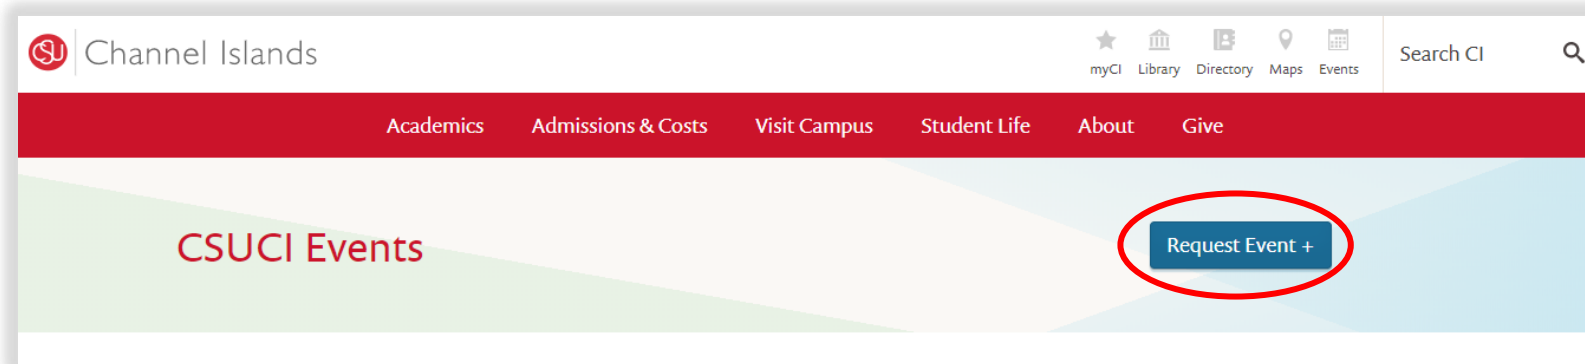 CSU Channel Islands
myCI Library Directory Maps Events
Search CI
Academics Admissions & Costs Visit Campus Student Life About Give
CSUCI Events
Request Event +